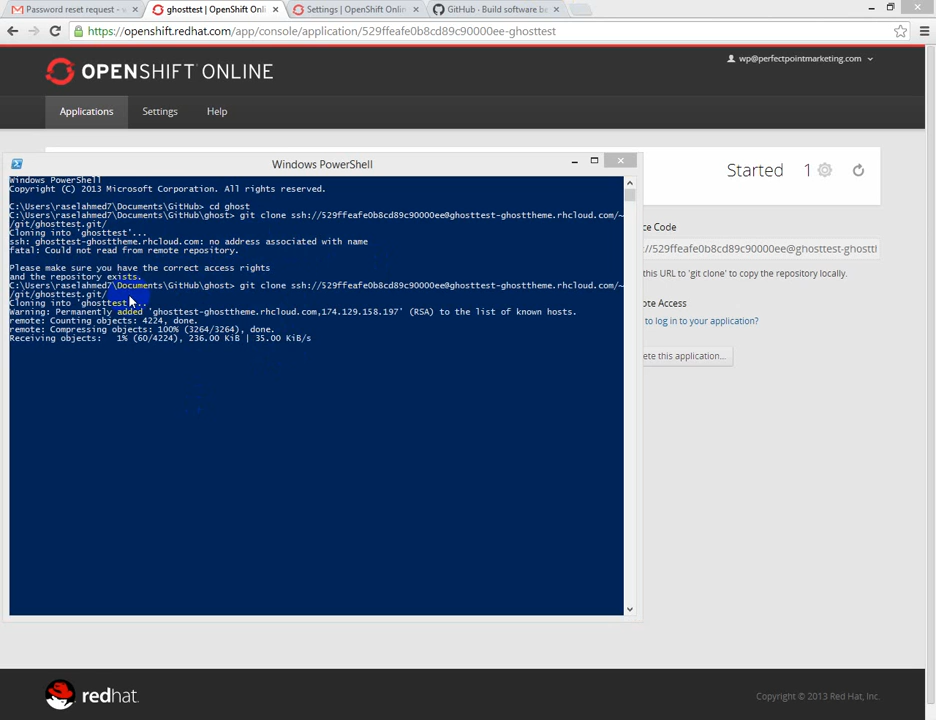 Password reset request - 
ghosttest | OpenShift Onli
Settings | OpenShift Online
GitHub · Build software be
https://openshift.redhat.com/app/console/application/529ffeafe0b8cd89c90000ee-ghosttest
OPENSHIFT ONLINE
wp@perfectpointmarketing.com
Applications Settings Help
Windows PowerShell
Started 1
Windows PowerShell
Copyright (C) 2013 Microsoft Corporation. All rights reserved.
C:\Users\raselahmed7\Documents\GitHub> cd ghost
C:\Users\raselahmed7\Documents\GitHub\ghost> git clone ssh://529ffeafe0b8cd89c90000ee@ghosttest-ghosttheme.rhcloud.com/~
/git/ghosttest.git/
Cloning into 'ghosttest'...
ssh: ghosttest-ghosttheme.rhcloud.com: no address associated with name
fatal: Could not read from remote repository.
Please make sure you have the correct access rights
and the repository exists.
C:\Users\raselahmed7\Documents\GitHub\ghost> git clone ssh://529ffeafe0b8cd89c90000ee@ghosttest-ghosttheme.rhcloud.com/~
/git/ghosttest.git/
Cloning into 'ghosttest'...
Warning: Permanently added 'ghosttest-ghosttheme.rhcloud.com,174.129.158.197' (RSA) to the list of known hosts.
remote: Counting objects: 4224, done.
remote: Compressing objects: 100% (3264/3264), done.
Receiving objects: 1% (60/4224), 236.00 KiB | 35.00 KiB/s
ce Code
://529ffeafe0b8cd89c90000ee@ghosttest-ghostt
this URL to 'git clone' to copy the repository locally.
ote Access
to log in to your application?
ete this application...
redhat.
Copyright © 2013 Red Hat, Inc.